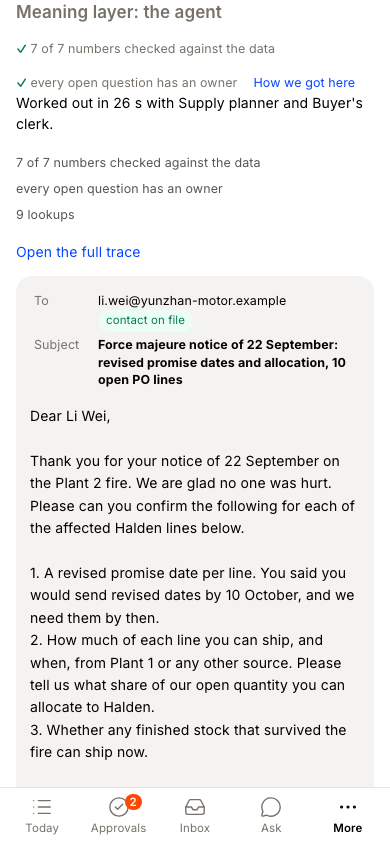 Meaning layer: the agent
7 of 7 numbers checked against the data
every open question has an owner How we got here
Worked out in 26 s with Supply planner and Buyer's
clerk.
7 of 7 numbers checked against the data
every open question has an owner
9 lookups
Open the full trace
To li.wei@yunzhan-motor.example
contact on file
Subject Force majeure notice of 22 September:
revised promise dates and allocation, 10
open PO lines
Dear Li Wei,
Thank you for your notice of 22 September on
the Plant 2 fire. We are glad no one was hurt.
Please can you confirm the following for each of
the affected Halden lines below.
1. A revised promise date per line. You said you
would send revised dates by 10 October, and we
need them by then.
2. How much of each line you can ship, and
when, from Plant 1 or any other source. Please
tell us what share of our open quantity you can
allocate to Halden.
3. Whether any finished stock that survived the
fire can ship now.
2
Today Approvals Inbox Ask More